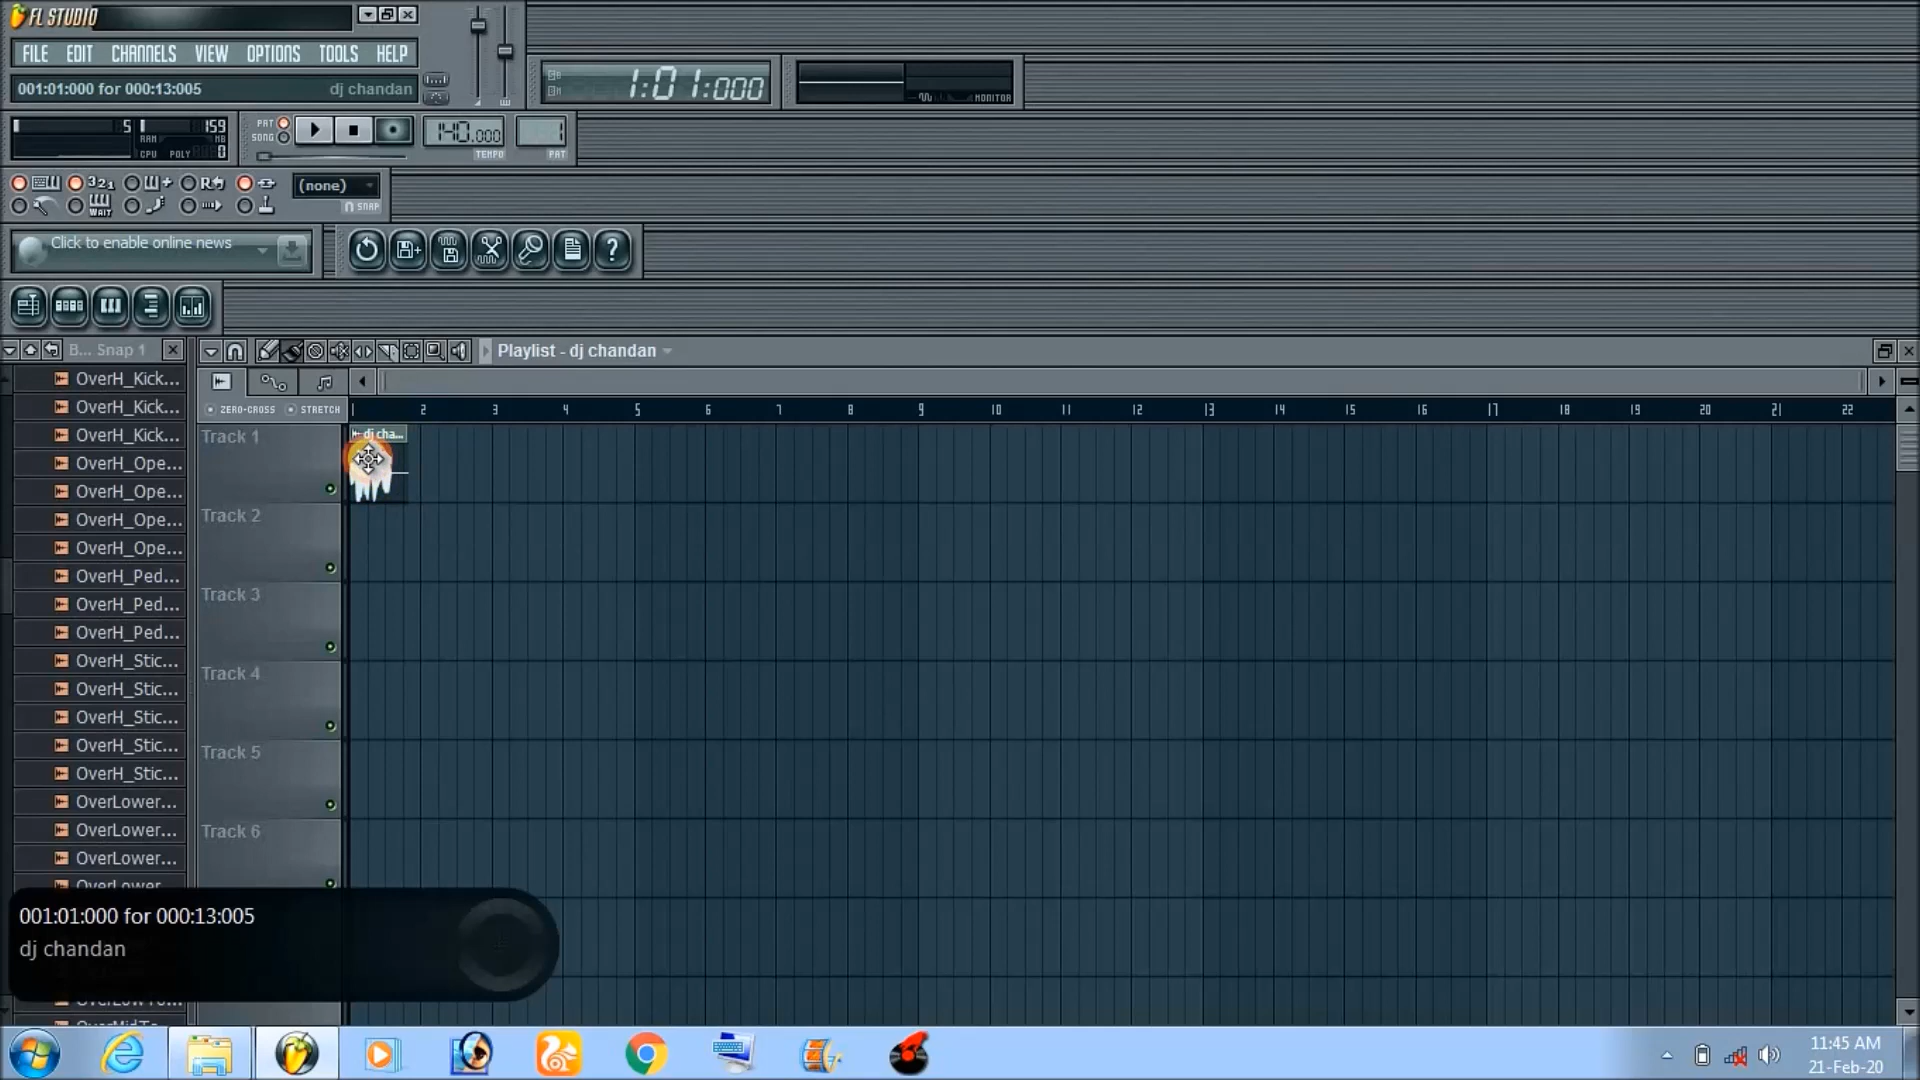 FL STUDIO
FILE EDIT CHANNELS VIEW OPTIONS TOOLS HELP
001:01:000 for 000:13:005 dj chandan
1:01:000
MONITOR
5 159
RAM MB
CPU POLY 0
PAT
SONG
140.000
TEMPO
1
PAT
321
R
WAIT
(none)
SNAP
Click to enable online news
?
B... Snap 1
Playlist - dj chandan
ZERO-CROSS STRETCH
1 2 3 4 5 6 7 8 9 10 11 12 13 14 15 16 17 18 19 20 21 22
OverH_Kick...
OverH_Kick...
OverH_Kick...
OverH_Ope...
OverH_Ope...
OverH_Ope...
OverH_Ope...
OverH_Ped...
OverH_Ped...
OverH_Ped...
OverH_Stic...
OverH_Stic...
OverH_Stic...
OverH_Stic...
OverH_Stic...
OverLower...
OverLower...
OverLower...
OverLower
Track 1
dj cha...
Track 2
Track 3
Track 4
Track 5
Track 6
001:01:000 for 000:13:005
dj chandan
11:45 AM
21-Feb-20